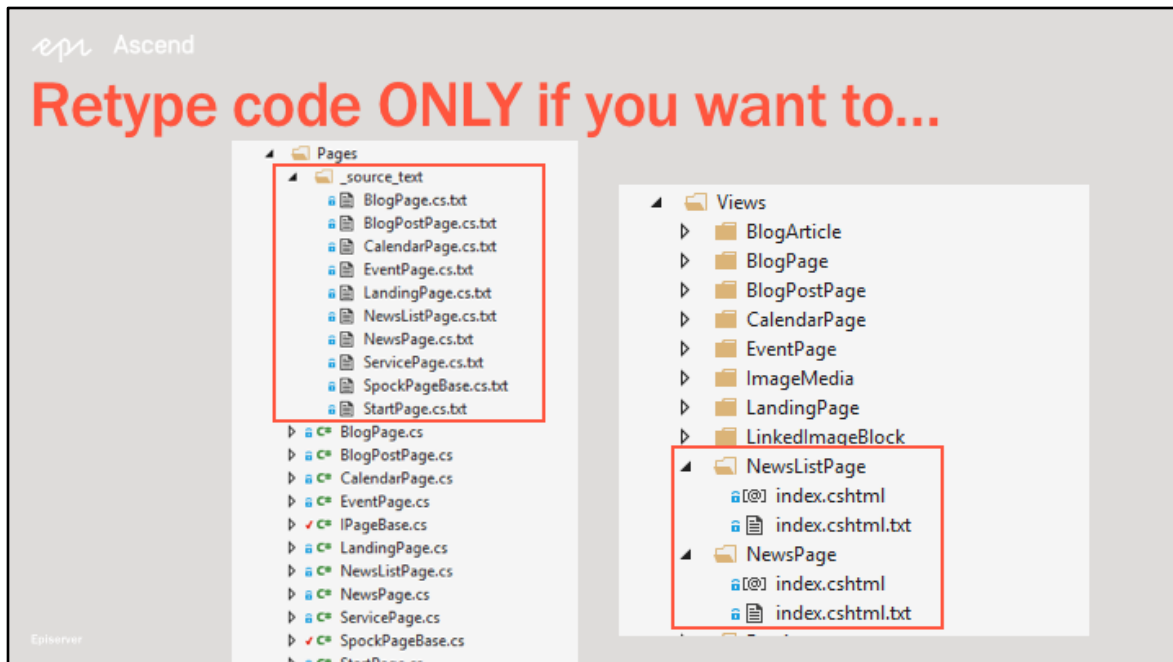 epi Ascend
Retype code ONLY if you want to...
Pages
_source_text
BlogPage.cs.txt
BlogPostPage.cs.txt
CalendarPage.cs.txt
EventPage.cs.txt
LandingPage.cs.txt
NewsListPage.cs.txt
NewsPage.cs.txt
ServicePage.cs.txt
SpockPageBase.cs.txt
StartPage.cs.txt
C# BlogPage.cs
C# BlogPostPage.cs
C# CalendarPage.cs
C# EventPage.cs
C# IPageBase.cs
C# LandingPage.cs
C# NewsListPage.cs
C# NewsPage.cs
C# ServicePage.cs
C# SpockPageBase.cs
C# StartPage.cs
Views
BlogArticle
BlogPage
BlogPostPage
CalendarPage
EventPage
ImageMedia
LandingPage
LinkedImageBlock
NewsListPage
[@] index.cshtml
index.cshtml.txt
NewsPage
[@] index.cshtml
index.cshtml.txt
Episerver